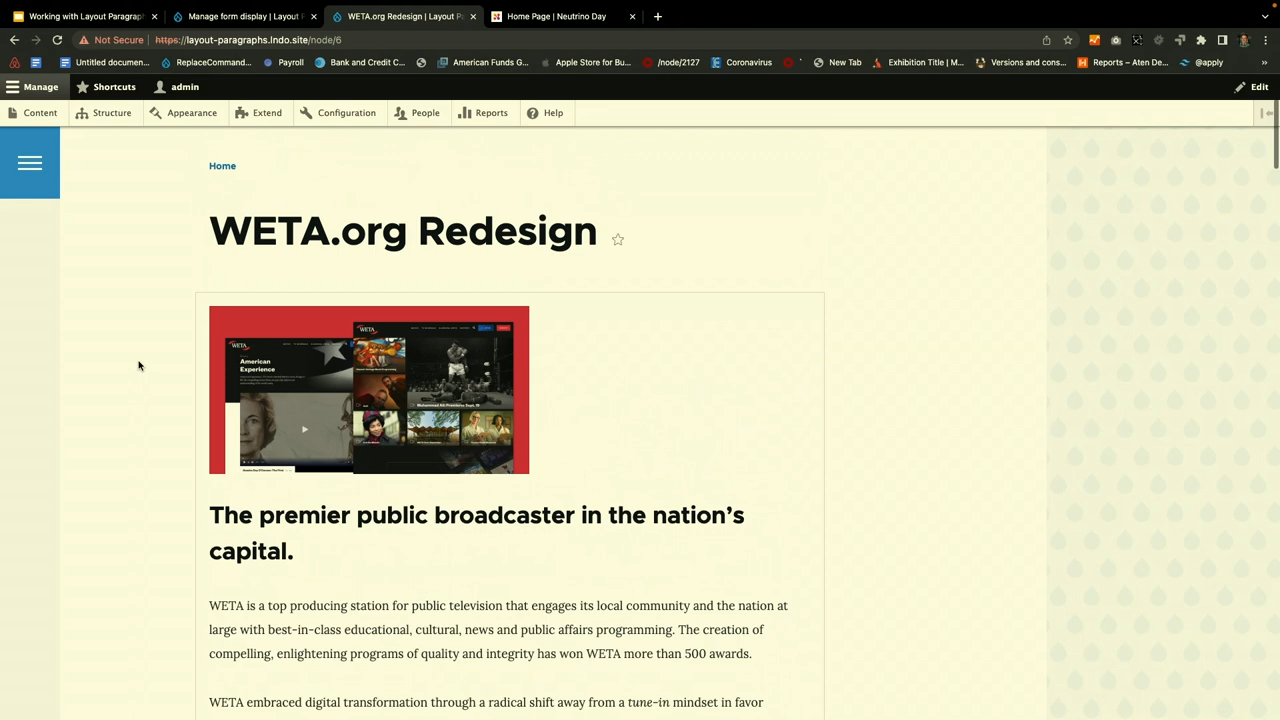 Working with Layout Paragraph
Manage form display | Layout P
WETA.org Redesign | Layout P
Home Page | Neutrino Day
Not Secure | https://layout-paragraphs.lndo.site/node/6
Untitled documen...
ReplaceCommand...
Payroll
Bank and Credit C...
American Funds G...
Apple Store for Bu...
/node/2127
Coronavirus
New Tab
Exhibition Title | M...
Versions and cons...
Reports – Aten De...
@apply
Manage
Shortcuts
admin
Edit
Content
Structure
Appearance
Extend
Configuration
People
Reports
Help
Home
WETA.org Redesign
WETA
WETA
American
Experience
The premier public broadcaster in the nation’s
capital.
WETA is a top producing station for public television that engages its local community and the nation at
large with best-in-class educational, cultural, news and public affairs programming. The creation of
compelling, enlightening programs of quality and integrity has won WETA more than 500 awards.
WETA embraced digital transformation through a radical shift away from a tune-in mindset in favor